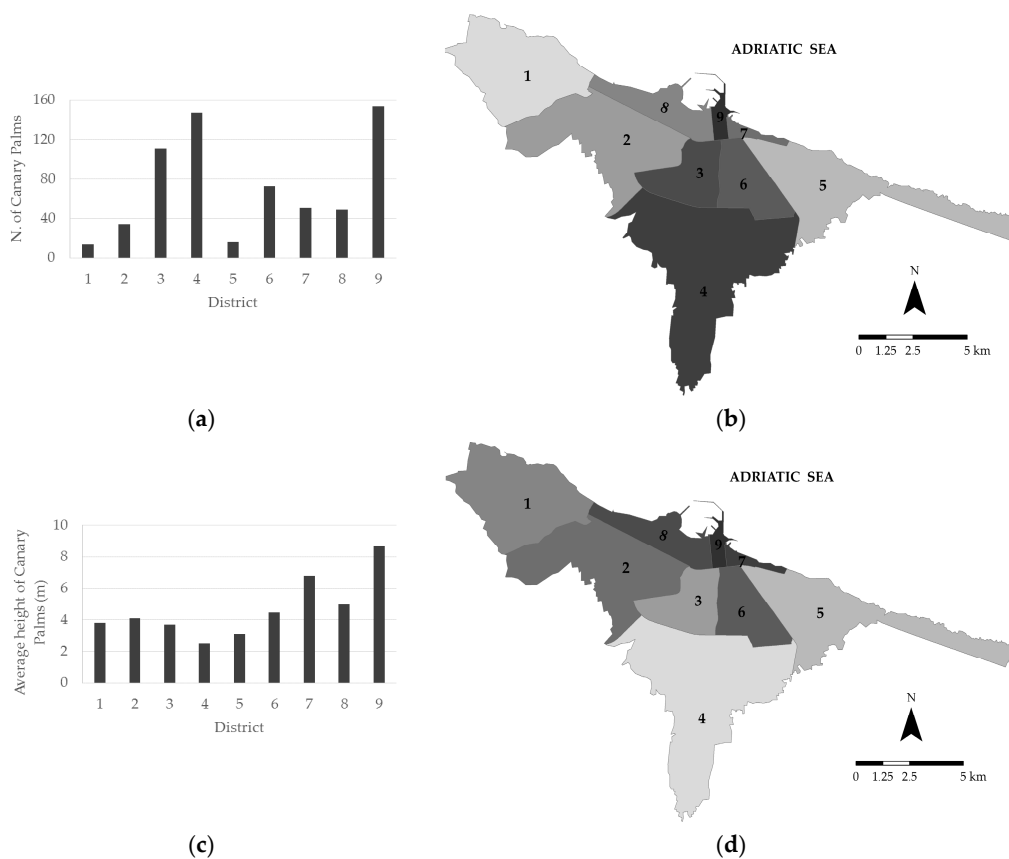 N. of Canary Palms
160
120
80
40
0
1 2 3 4 5 6 7 8 9
District
(a)
ADRIATIC SEA
1
8
9
7
2
3
6
5
4
N
0 1.25 2.5 5 km
(b)
Average height of Canary
Palms (m)
10
8
6
4
2
0
1 2 3 4 5 6 7 8 9
District
(c)
ADRIATIC SEA
1
8
9
7
2
3
6
5
4
N
0 1.25 2.5 5 km
(d)